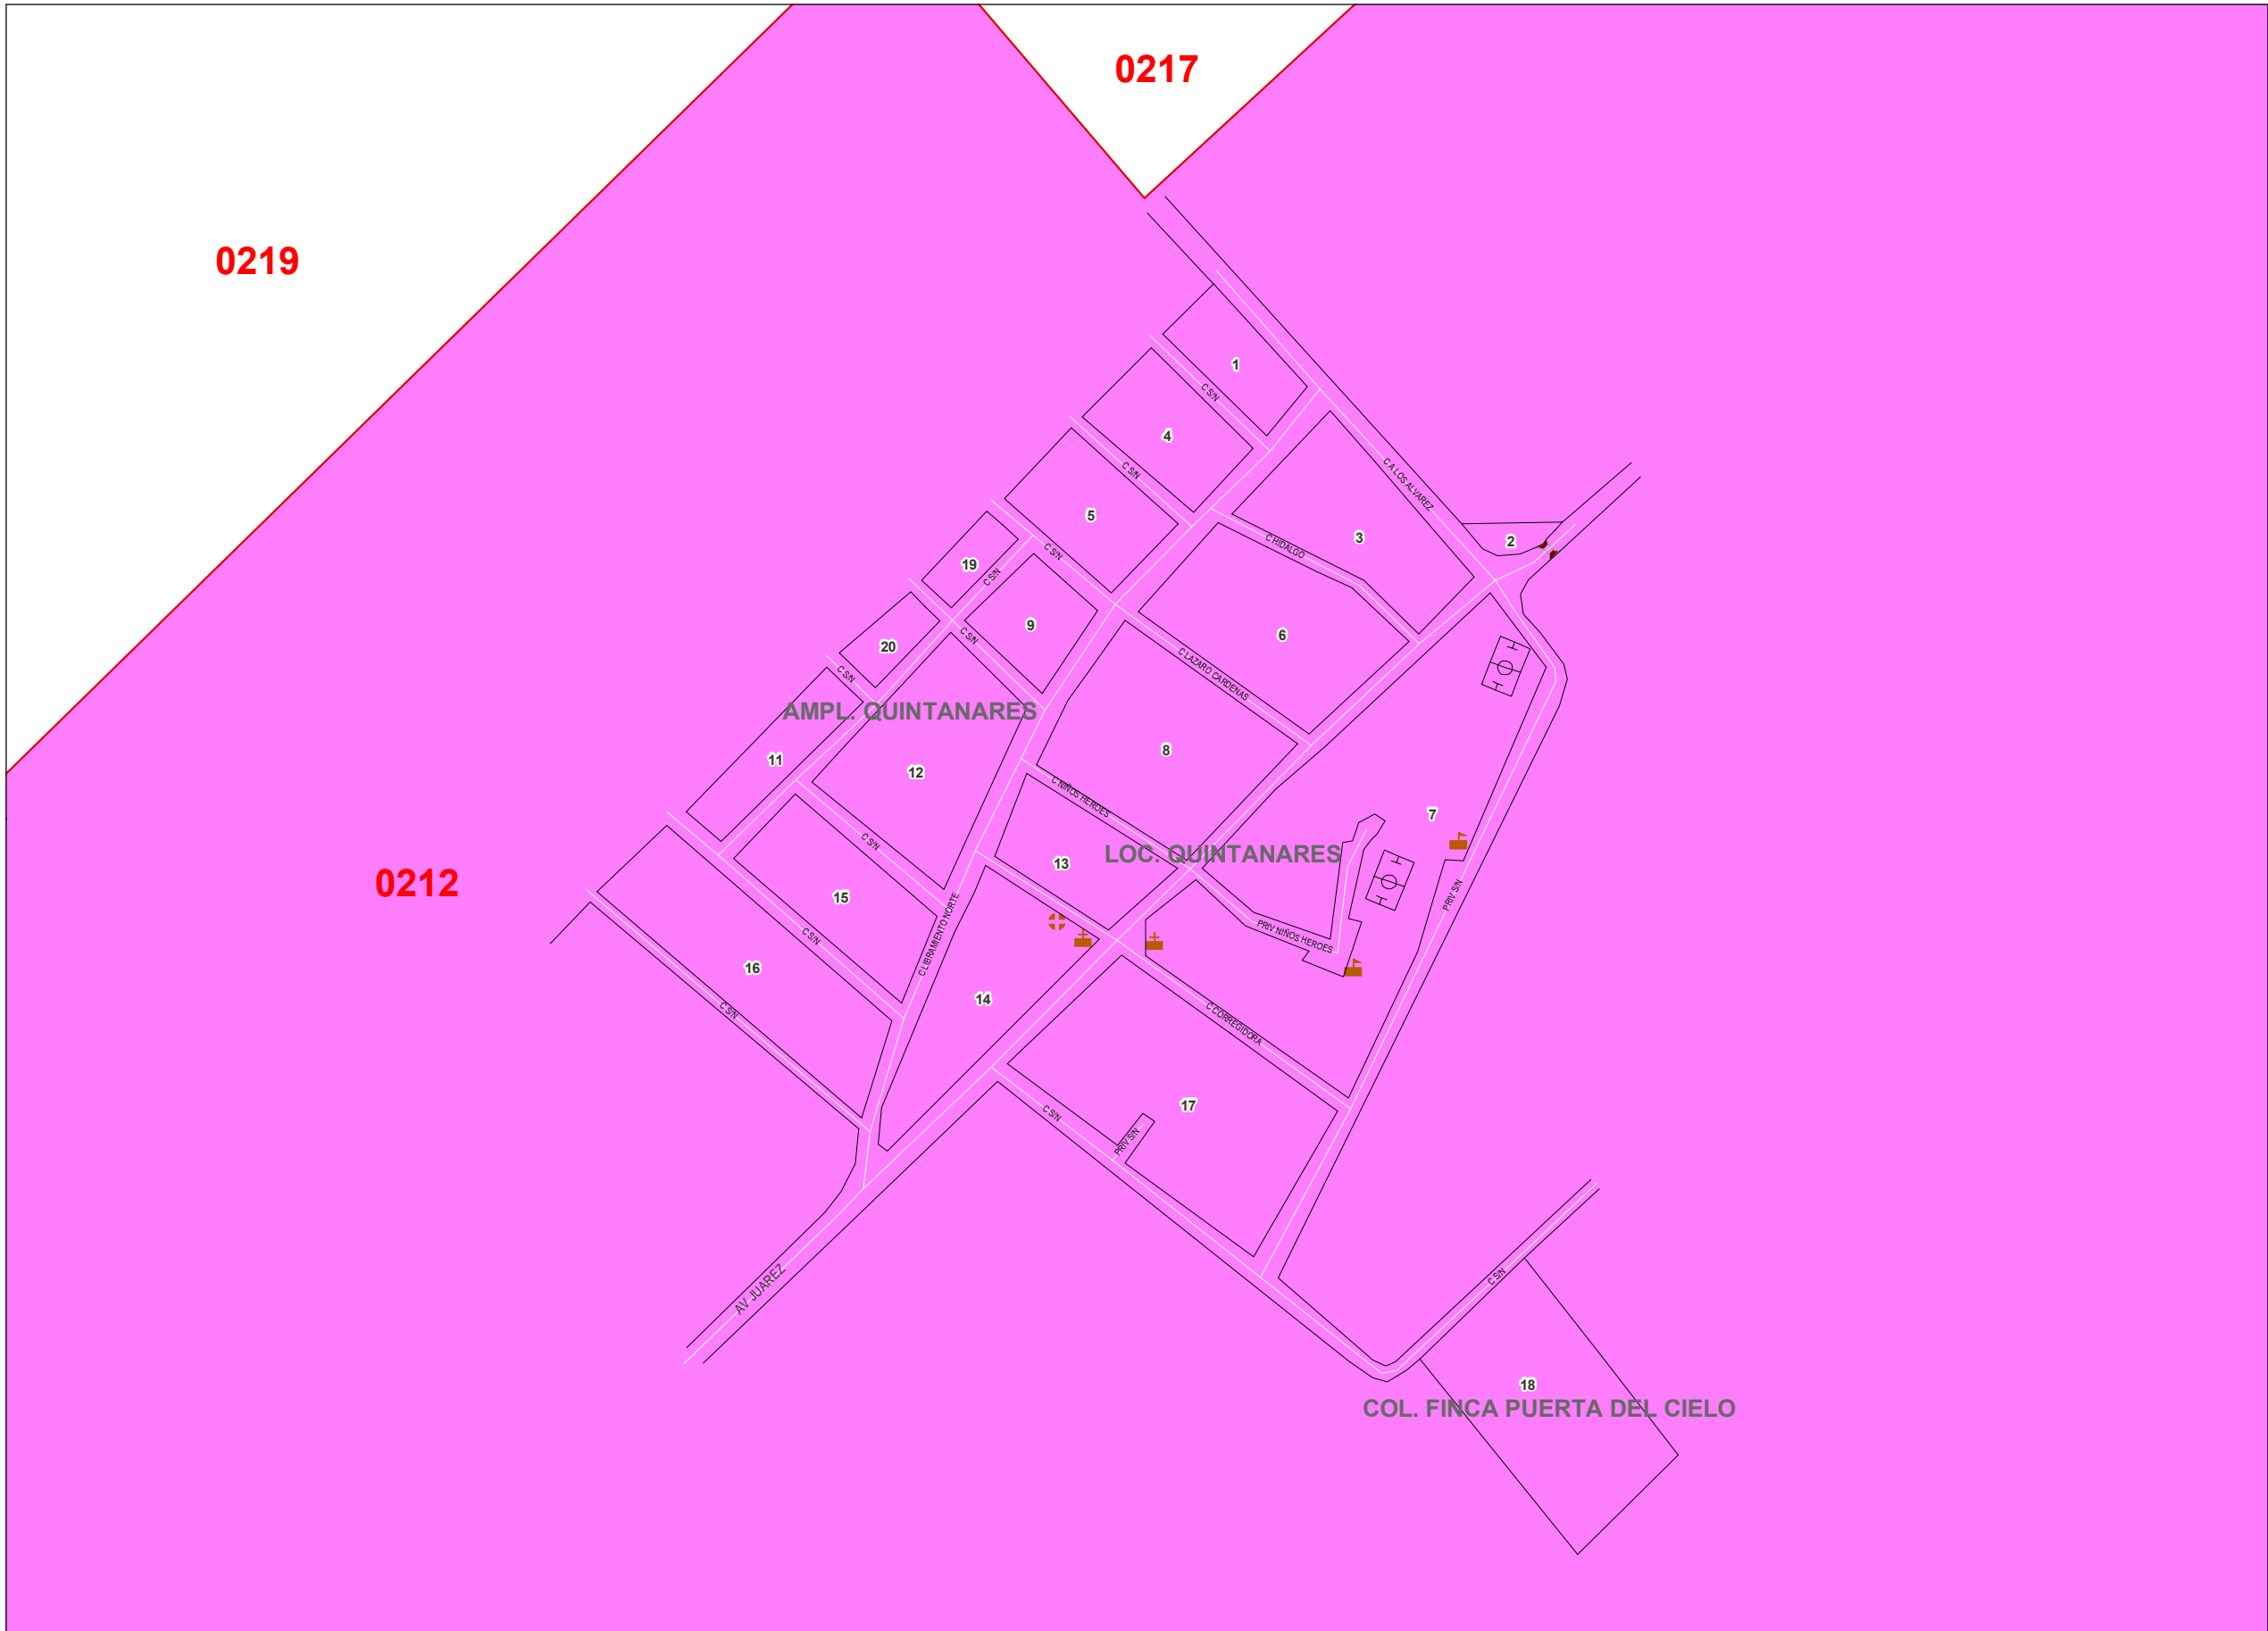 0217
0219
1
C S/N
4
C S/N
C A LOS ALVAREZ
5
3
2
C HIDALGO
C S/N
19
C S/N
9
6
C S/N
20
C S/N
C LAZARO CARDENAS
AMPL. QUINTANARES
8
11
12
C NIÑOS HEROES
7
C S/N
LOC. QUINTANARES
13
0212
15
PRIV S/N
C LIBRAMIENTO NORTE
C S/N
PRIV NIÑOS HEROES
16
14
C S/N
C CORREGIDORA
17
C S/N
PRIV S/N
AV JUAREZ
C S/N
18
COL. FINCA PUERTA DEL CIELO